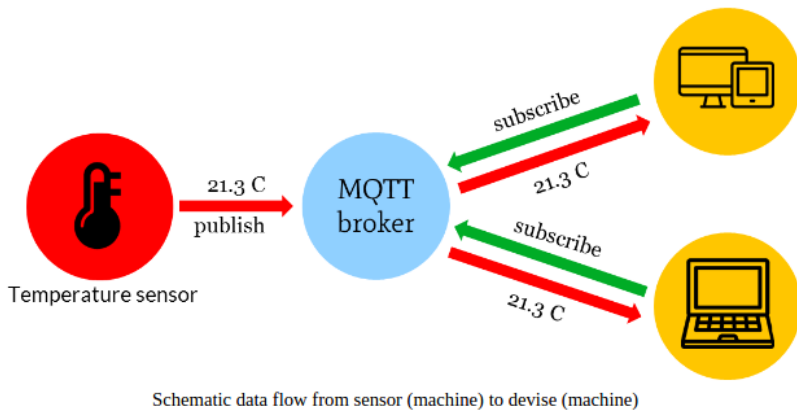 subscribe
21.3 C
21.3 C
publish
MQTT
broker
subscribe
21.3 C
Temperature sensor
Schematic data flow from sensor (machine) to devise (machine)